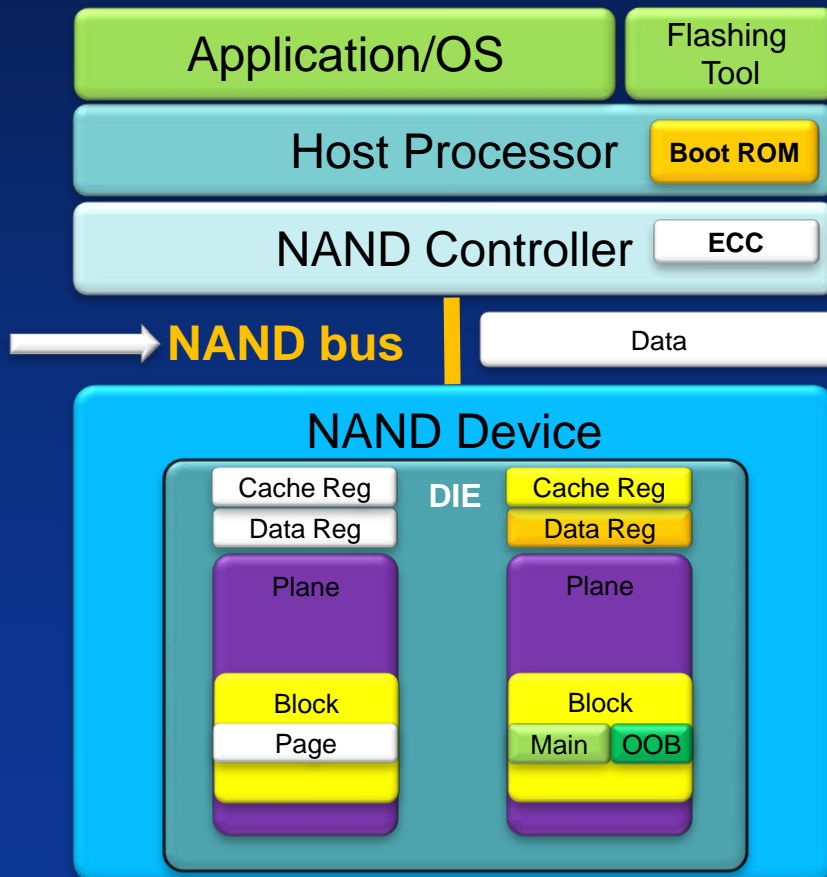 Application/OS
Flashing
Tool
Host Processor
Boot ROM
NAND Controller
ECC
NAND bus
Data
NAND Device
Cache Reg
DIE
Cache Reg
Data Reg
Data Reg
Plane
Plane
Block
Block
Page
Main
OOB